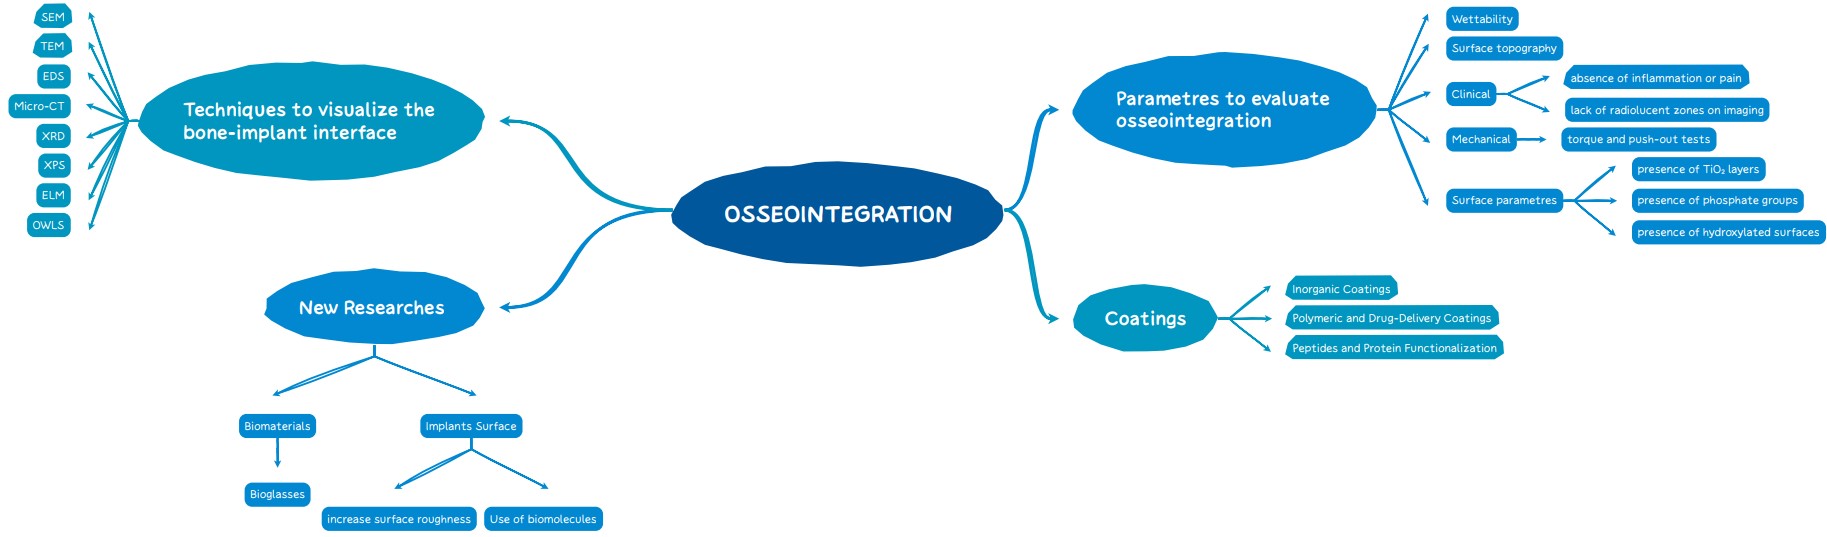 SEM
TEM
EDS
Micro-CT
XRD
XPS
ELM
OWLS
Techniques to visualize the
bone-implant interface
New Researches
Biomaterials
Implants Surface
Bioglasses
increase surface roughness
Use of biomolecules
OSSEOINTEGRATION
Parametres to evaluate
osseointegration
Wettability
Surface topography
Clinical
absence of inflammation or pain
lack of radiolucent zones on imaging
Mechanical
torque and push-out tests
Surface parametres
presence of TiO₂ layers
presence of phosphate groups
presence of hydroxylated surfaces
Coatings
Inorganic Coatings
Polymeric and Drug-Delivery Coatings
Peptides and Protein Functionalization